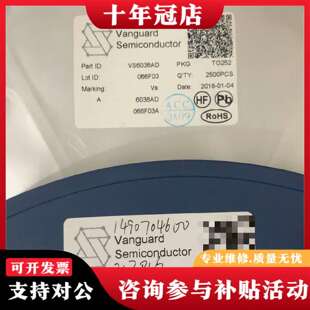 十年冠店
Vanguard
Semiconductor
Part ID: VS6038AD PKG TO252
Lot ID: 066F03 Q'TY: 2500PCS
Marking: Vs Date: 2018-01-04
A 6038AD
066F03A
HF Pb
RoHS
1490704600
Vanguard
Semiconductor
专业维修.质量无忧
可开发票
支持对公
咨询参与补贴活动